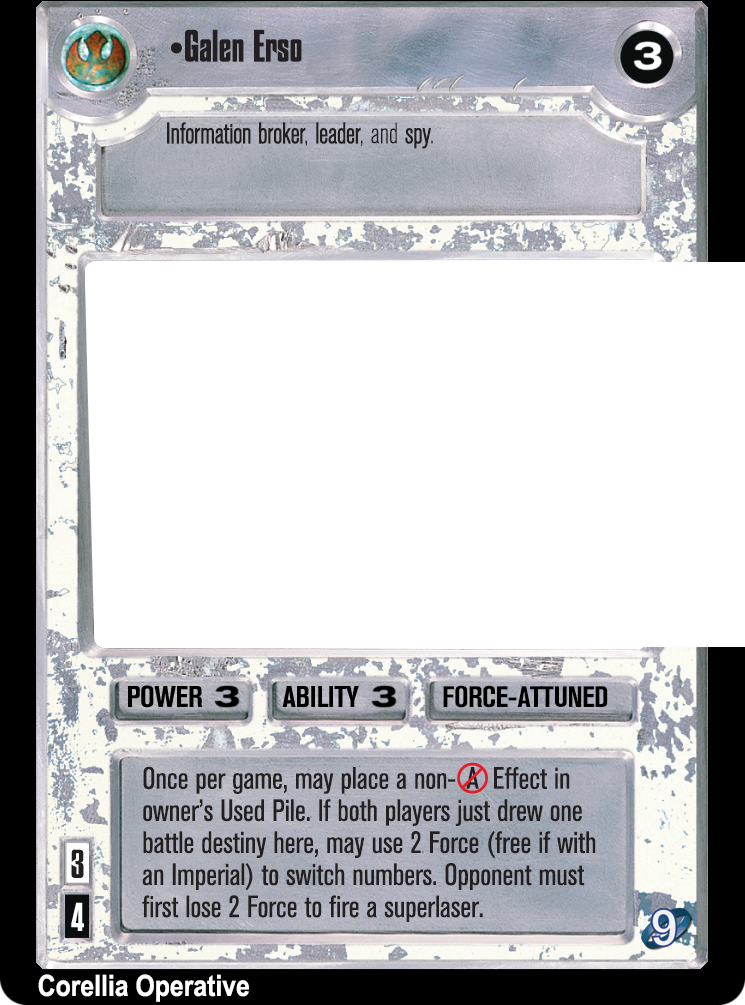 •Galen Erso
3
Information broker, leader, and spy.
POWER 3 ABILITY 3 FORCE-ATTUNED
Once per game, may place a non-Ⓐ Effect in
owner's Used Pile. If both players just drew one
battle destiny here, may use 2 Force (free if with
an Imperial) to switch numbers. Opponent must
first lose 2 Force to fire a superlaser.
3
4
9
Corellia Operative